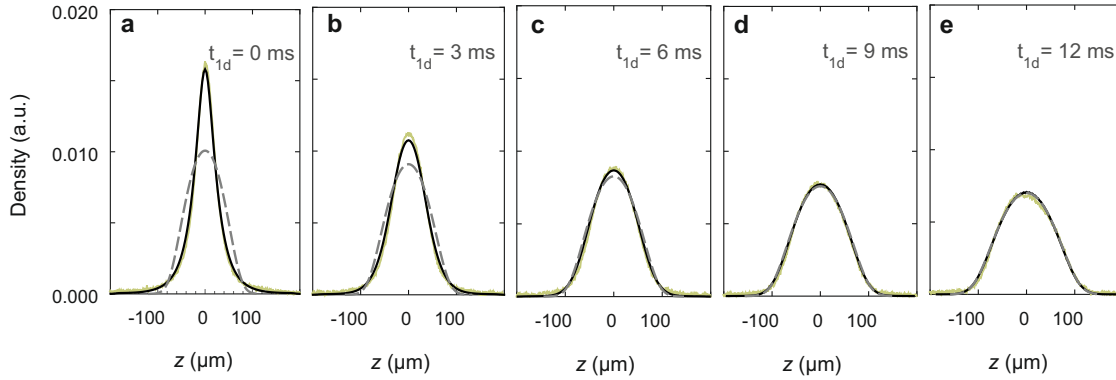 0.020
0.010
0.000
Density (a.u.)
a
t1d= 0 ms
b
t1d= 3 ms
c
t1d= 6 ms
d
t1d= 9 ms
e
t1d= 12 ms
-100 0 100
-100 0 100
-100 0 100
-100 0 100
-100 0 100
z (μm)
z (μm)
z (μm)
z (μm)
z (μm)